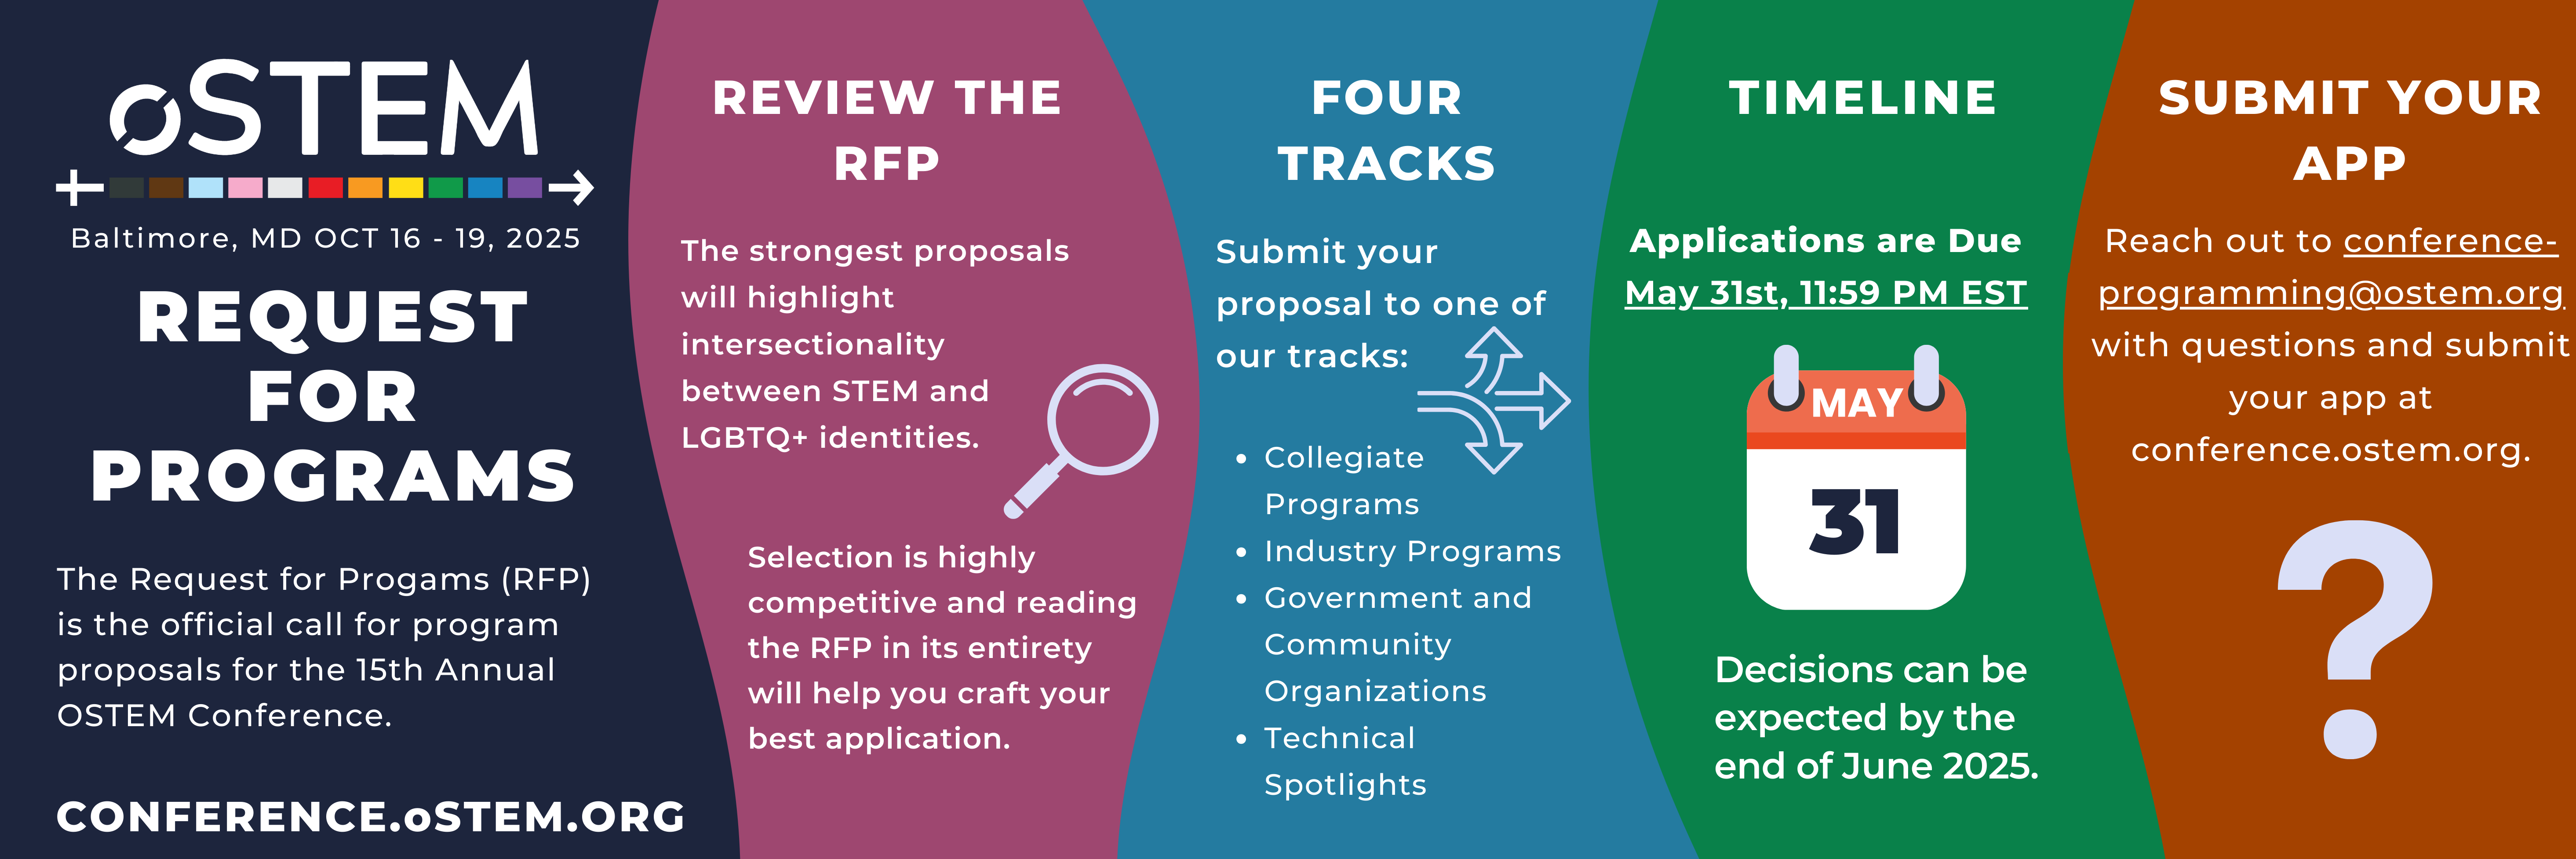 oSTEM
Baltimore, MD OCT 16 - 19, 2025
REQUEST
FOR
PROGRAMS
The Request for Progams (RFP)
is the official call for program
proposals for the 15th Annual
OSTEM Conference.
CONFERENCE.oSTEM.ORG
REVIEW THE
RFP
The strongest proposals
will highlight
intersectionality
between STEM and
LGBTQ+ identities.
Selection is highly
competitive and reading
the RFP in its entirety
will help you craft your
best application.
FOUR
TRACKS
Submit your
proposal to one of
our tracks:
• Collegiate
Programs
• Industry Programs
• Government and
Community
Organizations
• Technical
Spotlights
TIMELINE
Applications are Due
May 31st, 11:59 PM EST
MAY
31
Decisions can be
expected by the
end of June 2025.
SUBMIT YOUR
APP
Reach out to conference-
programming@ostem.org
with questions and submit
your app at
conference.ostem.org.
?